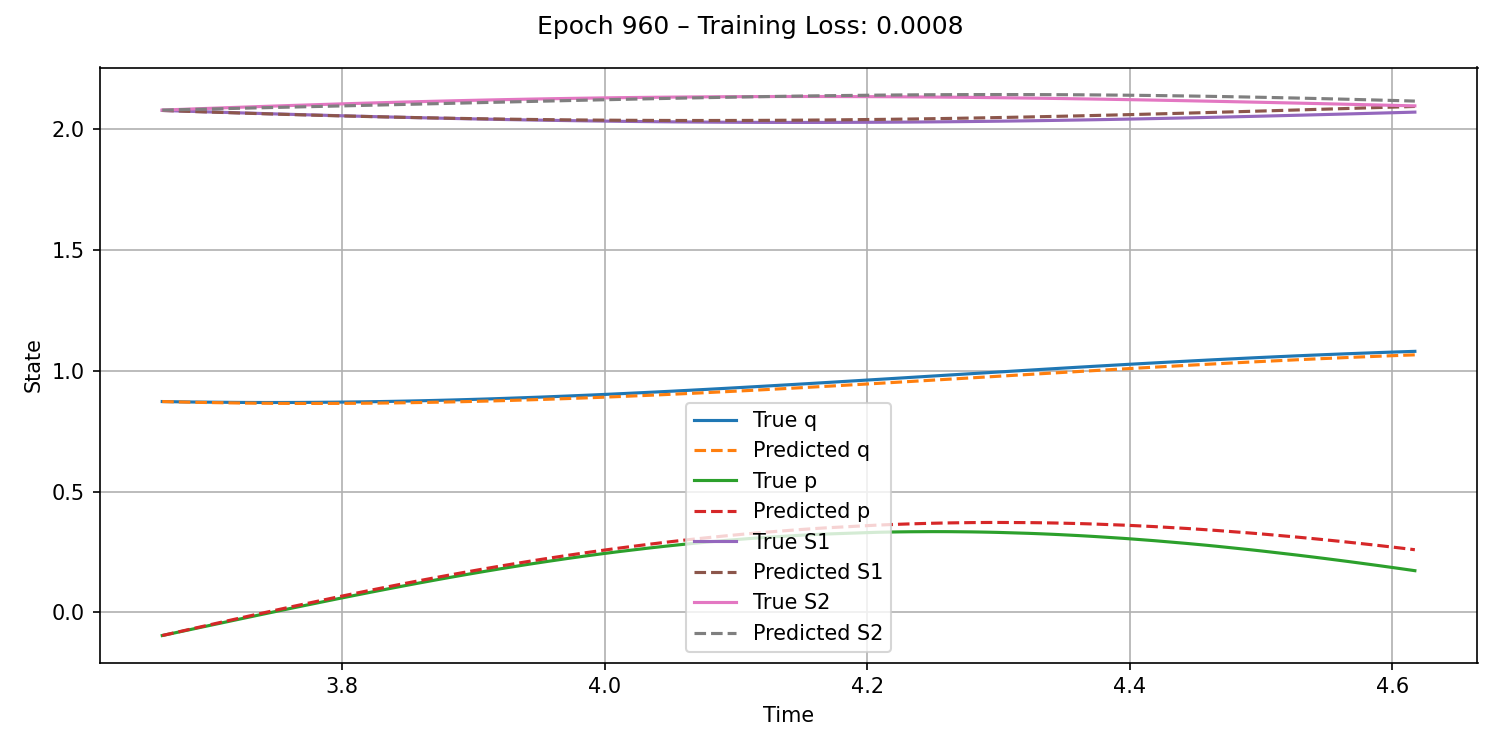 Epoch 960 – Training Loss: 0.0008
State
2.0
1.5
1.0
0.5
0.0
True q
Predicted q
True p
Predicted p
True S1
Predicted S1
True S2
Predicted S2
3.8 4.0 4.2 4.4 4.6
Time